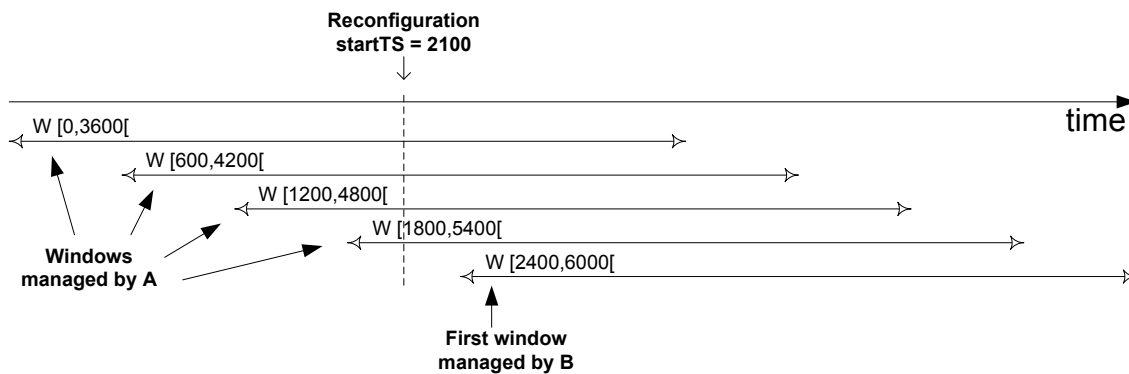 Reconfiguration
startTS = 2100
time
W [0,3600[
W [600,4200[
W [1200,4800[
W [1800,5400[
Windows
managed by A
W [2400,6000[
First window
managed by B